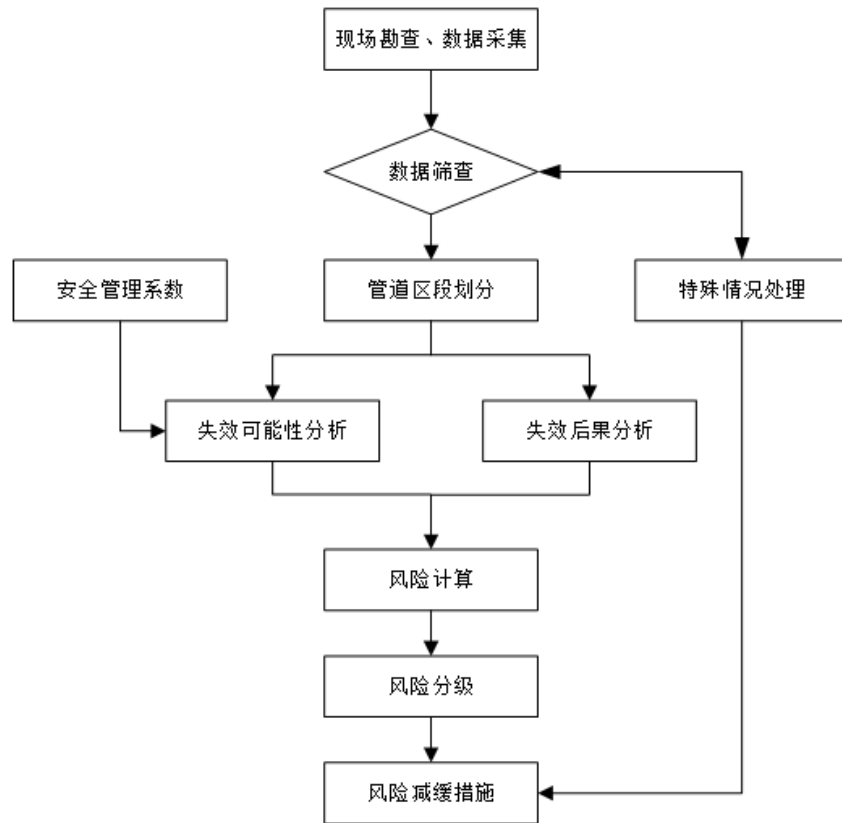 现场勘查、数据采集
数据筛查
安全管理系数
管道区段划分
特殊情况处理
失效可能性分析
失效后果分析
风险计算
风险分级
风险减缓措施